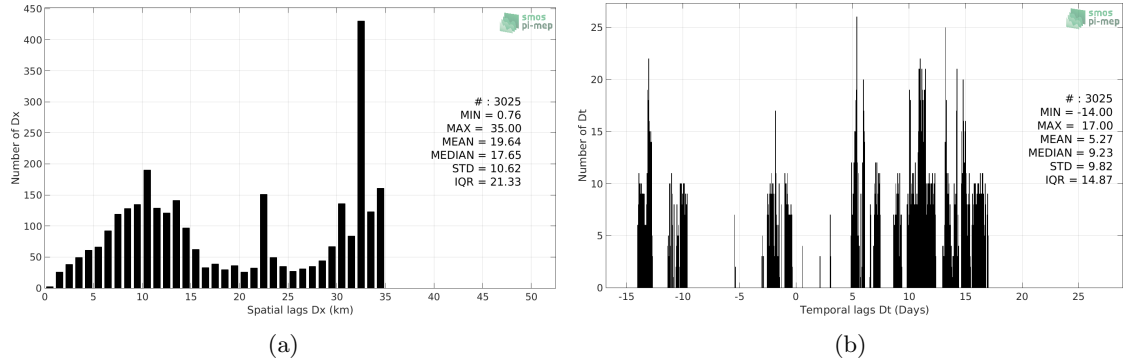 450
400
350
300
250
200
150
100
50
0
Number of Dx
smos
pi-mep
# : 3025
MIN = 0.76
MAX = 35.00
MEAN = 19.64
MEDIAN = 17.65
STD = 10.62
IQR = 21.33
0 5 10 15 20 25 30 35 40 45 50
Spatial lags Dx (km)
(a)
25
20
15
10
5
0
Number of Dt
smos
pi-mep
# : 3025
MIN = -14.00
MAX = 17.00
MEAN = 5.27
MEDIAN = 9.23
STD = 9.82
IQR = 14.87
-15 -10 -5 0 5 10 15 20 25
Temporal lags Dt (Days)
(b)